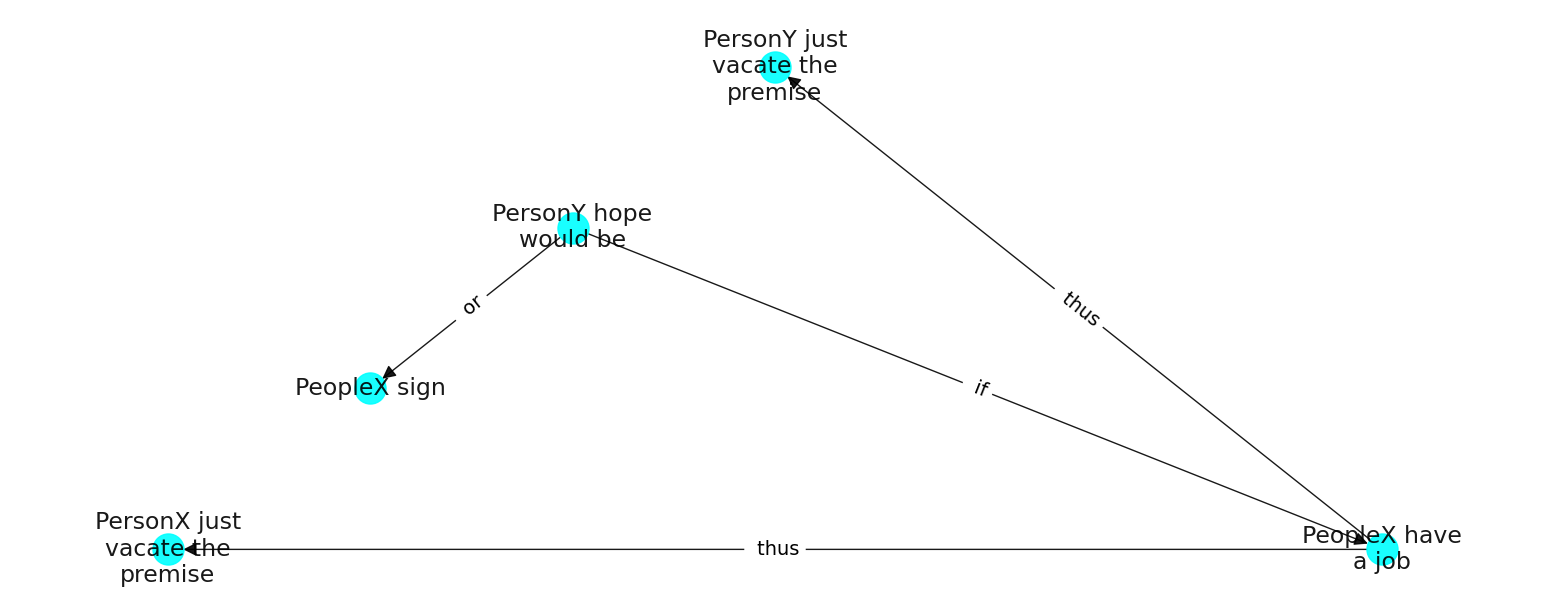 PersonY just
vacate the
premise
PersonY hope
would be
or
thus
PeopleX sign
if
PersonX just
vacate the
premise
thus
PeopleX have
a job